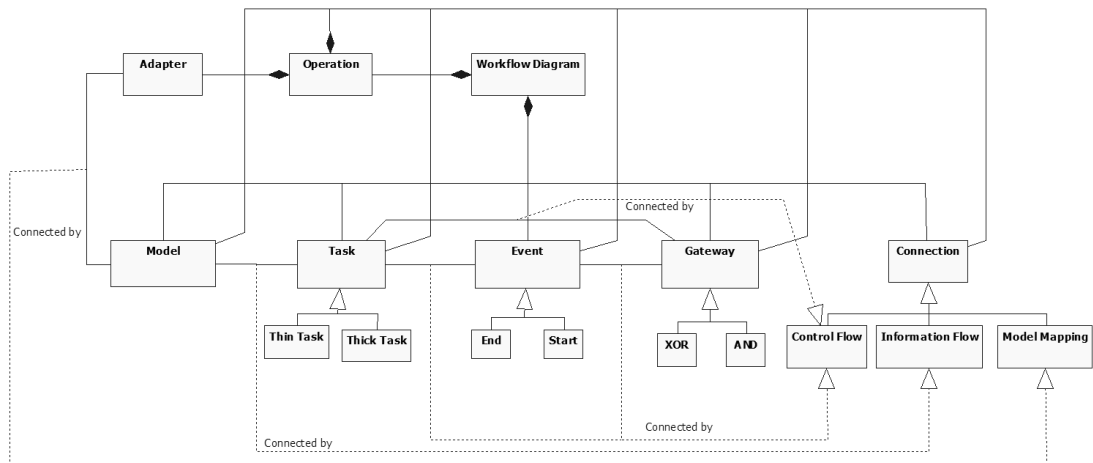 Adapter
Operation
Workflow Diagram
Connected by
Connected by
Model
Task
Event
Gateway
Connection
Thin Task
Thick Task
End
Start
XOR
AND
Control Flow
Information Flow
Model Mapping
Connected by
Connected by